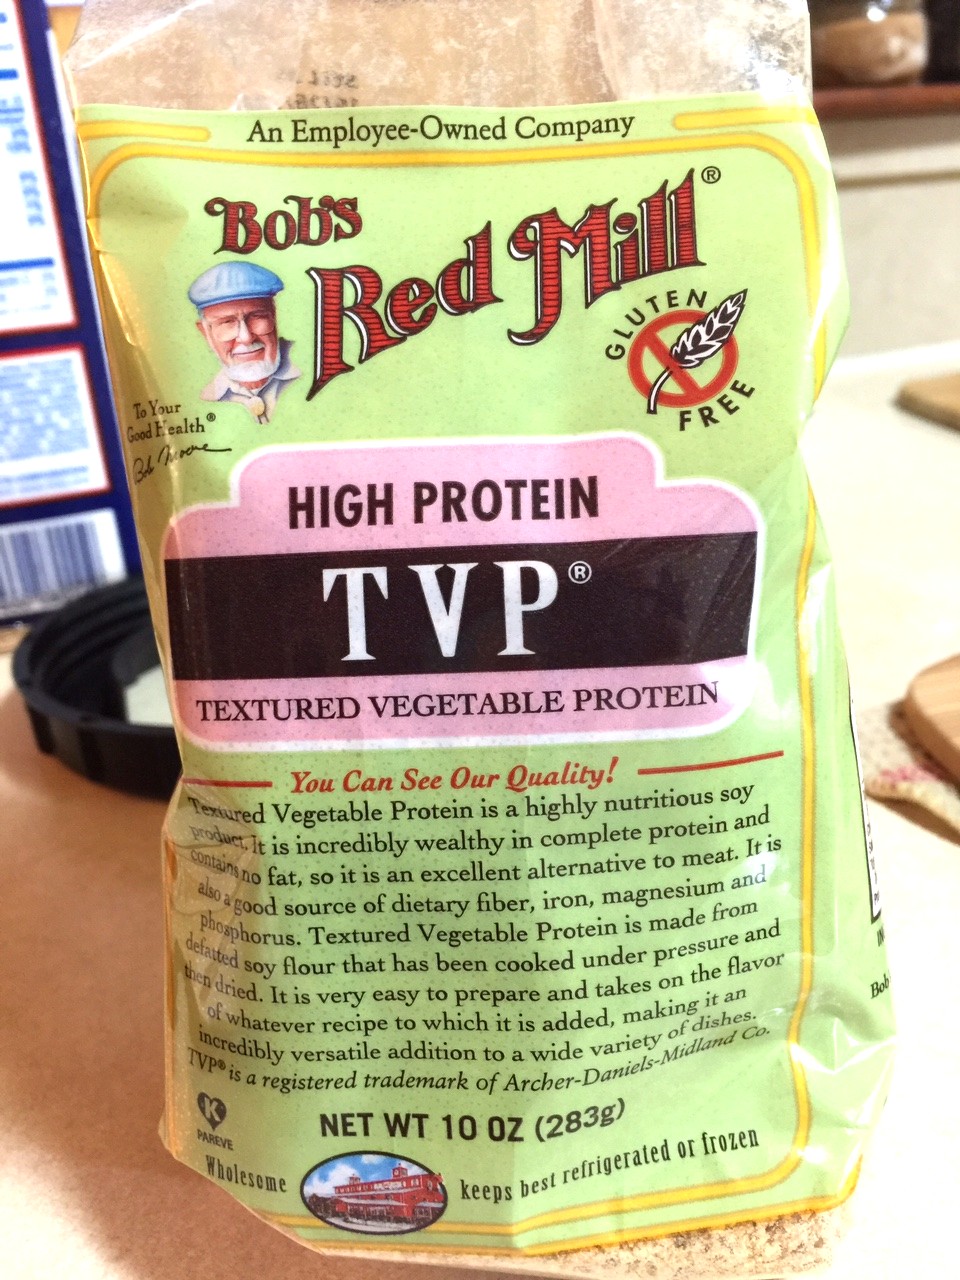 An Employee-Owned Company
Bob's
Red Mill®
GLUTEN
FREE
To Your
Good Health®
Bob Moore
HIGH PROTEIN
TVP®
TEXTURED VEGETABLE PROTEIN
You Can See Our Quality!
Textured Vegetable Protein is a highly nutritious soy
product. It is incredibly wealthy in complete protein and
contains no fat, so it is an excellent alternative to meat. It is
also a good source of dietary fiber, iron, magnesium and
phosphorus. Textured Vegetable Protein is made from
defatted soy flour that has been cooked under pressure and
then dried. It is very easy to prepare and takes on the flavor
of whatever recipe to which it is added, making it an
incredibly versatile addition to a wide variety of dishes.
TVP® is a registered trademark of Archer-Daniels-Midland Co.
K
PAREVE
NET WT 10 OZ (283g)
Wholesome keeps best refrigerated or frozen
Bob